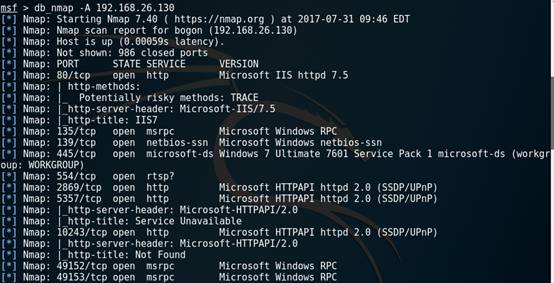 msf > db_nmap -A 192.168.26.130
[*] Nmap: Starting Nmap 7.40 ( https://nmap.org ) at 2017-07-31 09:46 EDT
[*] Nmap: Nmap scan report for bogon (192.168.26.130)
[*] Nmap: Host is up (0.00059s latency).
[*] Nmap: Not shown: 986 closed ports
[*] Nmap: PORT      STATE SERVICE      VERSION
[*] Nmap: 80/tcp    open  http         Microsoft IIS httpd 7.5
[*] Nmap: | http-methods:
[*] Nmap: |_  Potentially risky methods: TRACE
[*] Nmap: |_http-server-header: Microsoft-IIS/7.5
[*] Nmap: |_http-title: IIS7
[*] Nmap: 135/tcp   open  msrpc        Microsoft Windows RPC
[*] Nmap: 139/tcp   open  netbios-ssn  Microsoft Windows netbios-ssn
[*] Nmap: 445/tcp   open  microsoft-ds Windows 7 Ultimate 7601 Service Pack 1 microsoft-ds (workgr
oup: WORKGROUP)
[*] Nmap: 554/tcp   open  rtsp?
[*] Nmap: 2869/tcp  open  http         Microsoft HTTPAPI httpd 2.0 (SSDP/UPnP)
[*] Nmap: 5357/tcp  open  http         Microsoft HTTPAPI httpd 2.0 (SSDP/UPnP)
[*] Nmap: |_http-server-header: Microsoft-HTTPAPI/2.0
[*] Nmap: |_http-title: Service Unavailable
[*] Nmap: 10243/tcp open  http         Microsoft HTTPAPI httpd 2.0 (SSDP/UPnP)
[*] Nmap: |_http-server-header: Microsoft-HTTPAPI/2.0
[*] Nmap: |_http-title: Not Found
[*] Nmap: 49152/tcp open  msrpc        Microsoft Windows RPC
[*] Nmap: 49153/tcp open  msrpc        Microsoft Windows RPC